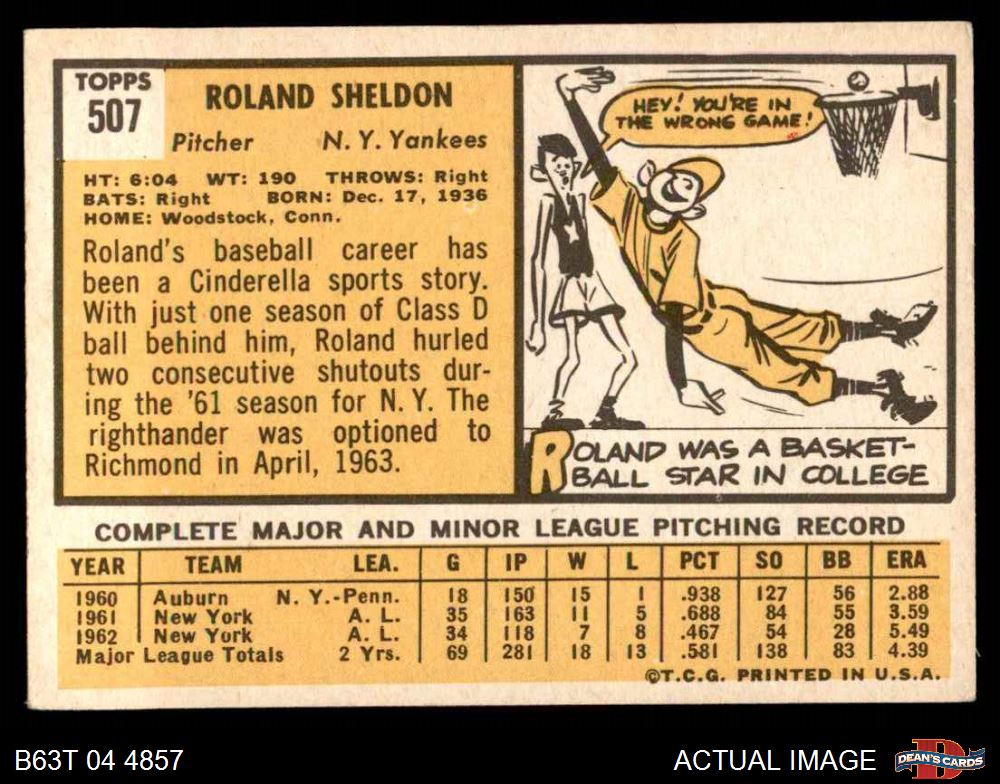 TOPPS
507
ROLAND SHELDON
Pitcher N. Y. Yankees
HT: 6:04 WT: 190 THROWS: Right
BATS: Right BORN: Dec. 17, 1936
HOME: Woodstock, Conn.
Roland's baseball career has
been a Cinderella sports story.
With just one season of Class D
ball behind him, Roland hurled
two consecutive shutouts dur-
ing the '61 season for N. Y. The
righthander was optioned to
Richmond in April, 1963.
HEY! YOU'RE IN
THE WRONG GAME!
ROLAND WAS A BASKET-
BALL STAR IN COLLEGE
COMPLETE MAJOR AND MINOR LEAGUE PITCHING RECORD
YEAR TEAM LEA. G IP W L PCT SO BB ERA
1960 Auburn N. Y.-Penn. 18 150 15 1 .938 127 56 2.88
1961 New York A. L. 35 163 11 5 .688 84 55 3.59
1962 New York A. L. 34 118 7 8 .467 54 28 5.49
Major League Totals 2 Yrs. 69 281 18 13 .581 138 83 4.39
©T.C.G. PRINTED IN U.S.A.
B63T 04 4857
ACTUAL IMAGE
D
DEAN'S CARDS